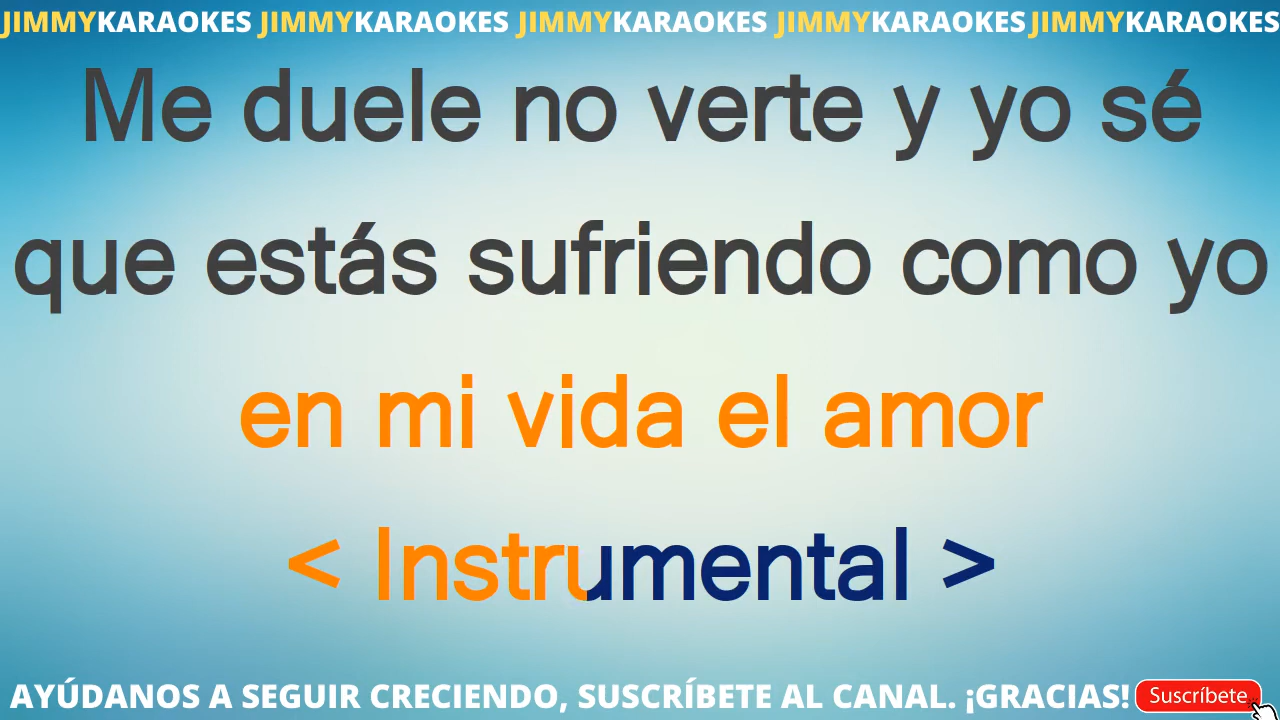 JIMMYKARAOKES JIMMYKARAOKES JIMMYKARAOKES JIMMYKARAOKES JIMMYKARAOKES
Me duele no verte y yo sé
que estás sufriendo como yo
en mi vida el amor
< Instrumental >
AYÚDANOS A SEGUIR CRECIENDO, SUSCRÍBETE AL CANAL. ¡GRACIAS! Suscríbete